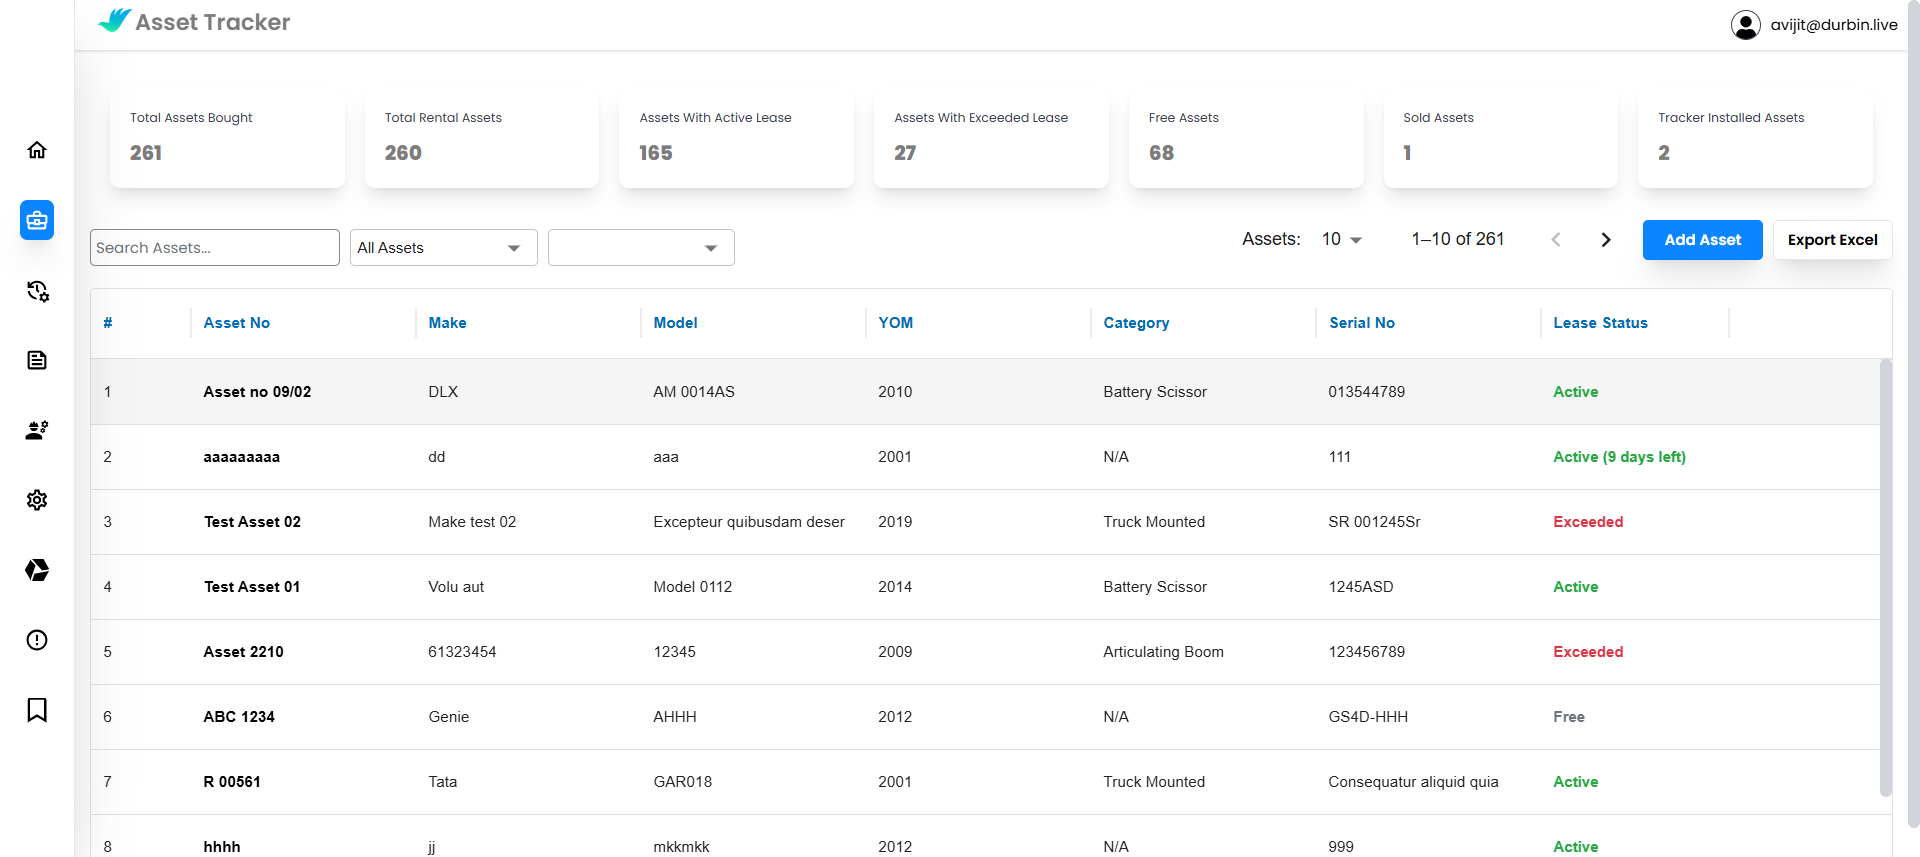 Asset Tracker
avijit@durbin.live
Total Assets Bought
261
Total Rental Assets
260
Assets With Active Lease
165
Assets With Exceeded Lease
27
Free Assets
68
Sold Assets
1
Tracker Installed Assets
2
Search Assets...
All Assets
Assets: 10 1–10 of 261
Add Asset
Export Excel
# Asset No Make Model YOM Category Serial No Lease Status
1 Asset no 09/02 DLX AM 0014AS 2010 Battery Scissor 013544789 Active
2 aaaaaaaaa dd aaa 2001 N/A 111 Active (9 days left)
3 Test Asset 02 Make test 02 Excepteur quibusdam deser 2019 Truck Mounted SR 001245Sr Exceeded
4 Test Asset 01 Volu aut Model 0112 2014 Battery Scissor 1245ASD Active
5 Asset 2210 61323454 12345 2009 Articulating Boom 123456789 Exceeded
6 ABC 1234 Genie AHHH 2012 N/A GS4D-HHH Free
7 R 00561 Tata GAR018 2001 Truck Mounted Consequatur aliquid quia Active
8 hhhh jj mkkmkk 2012 N/A 999 Active